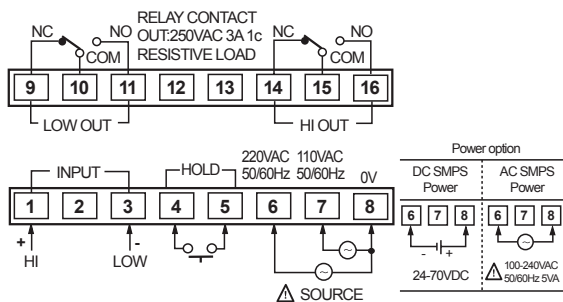 RELAY CONTACT
NC NO OUT:250VAC 3A 1c NC NO
COM RESISTIVE LOAD COM
9 10 11 12 13 14 15 16
LOW OUT HI OUT
INPUT HOLD 220VAC 110VAC
50/60Hz 50/60Hz 0V
1 2 3 4 5 6 7 8
+ -
HI LOW
SOURCE
Power option
DC SMPS AC SMPS
Power Power
6 7 8 6 7 8
- +
24-70VDC 100-240VAC
50/60Hz 5VA